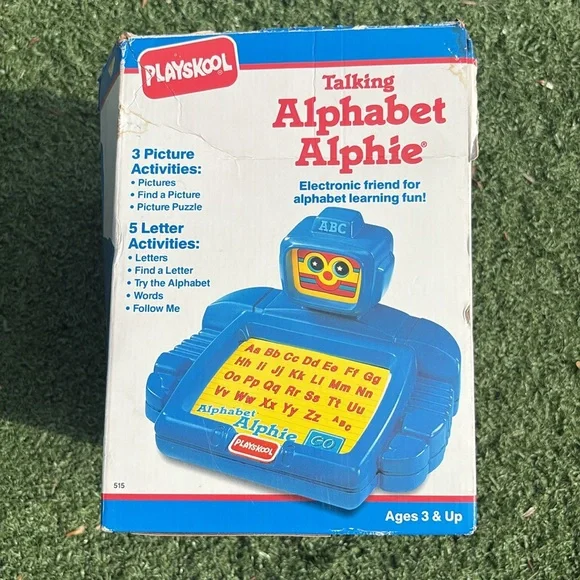 PLAYSKOOL
Talking
Alphabet
Alphie®
Electronic friend for
alphabet learning fun!
3 Picture
Activities:
• Pictures
• Find a Picture
• Picture Puzzle
5 Letter
Activities:
• Letters
• Find a Letter
• Try the Alphabet
• Words
• Follow Me
ABC
Aa Bb Cc Dd Ee Ff Gg
Hh Ii Jj Kk Ll Mm Nn
Oo Pp Qq Rr Ss Tt Uu
Vv Ww Xx Yy Zz ABC
Alphabet
Alphie
GO
PLAYSKOOL
515
Ages 3 & Up